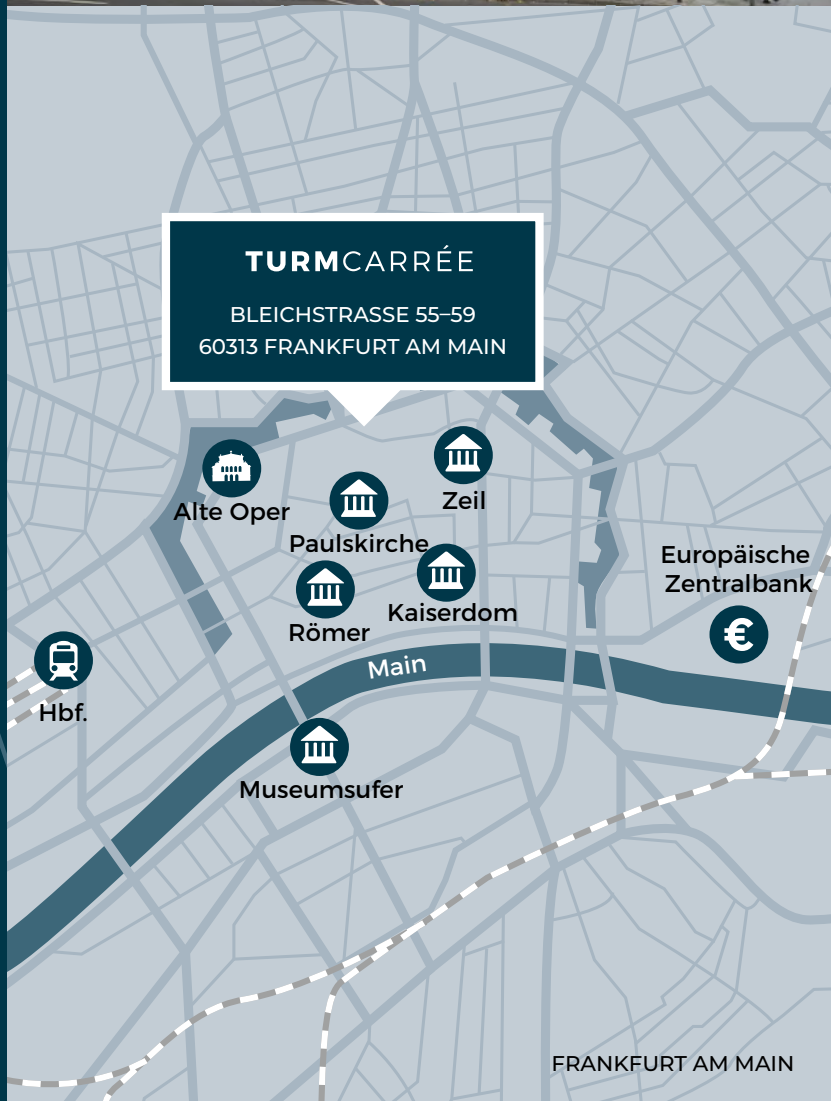 TURMCARRÉE
BLEICHSTRASSE 55–59
60313 FRANKFURT AM MAIN
Alte Oper
Zeil
Paulskirche
Römer
Kaiserdom
Europäische
Zentralbank
€
Main
Hbf.
Museumsufer
FRANKFURT AM MAIN